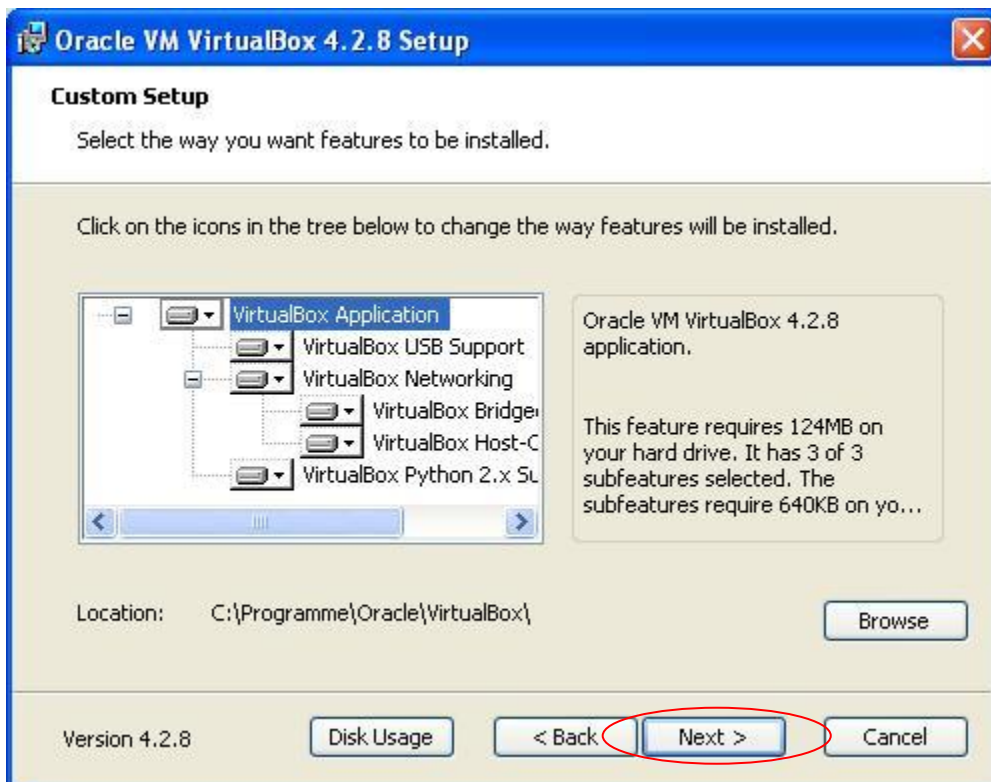 Oracle VM VirtualBox 4.2.8 Setup
Custom Setup
Select the way you want features to be installed.
Click on the icons in the tree below to change the way features will be installed.
VirtualBox Application
VirtualBox USB Support
VirtualBox Networking
VirtualBox Bridge
VirtualBox Host-C
VirtualBox Python 2.x Su
Oracle VM VirtualBox 4.2.8
application.
This feature requires 124MB on
your hard drive. It has 3 of 3
subfeatures selected. The
subfeatures require 640KB on yo...
Location: C:\Programme\Oracle\VirtualBox\
Browse
Version 4.2.8
Disk Usage
< Back
Next >
Cancel